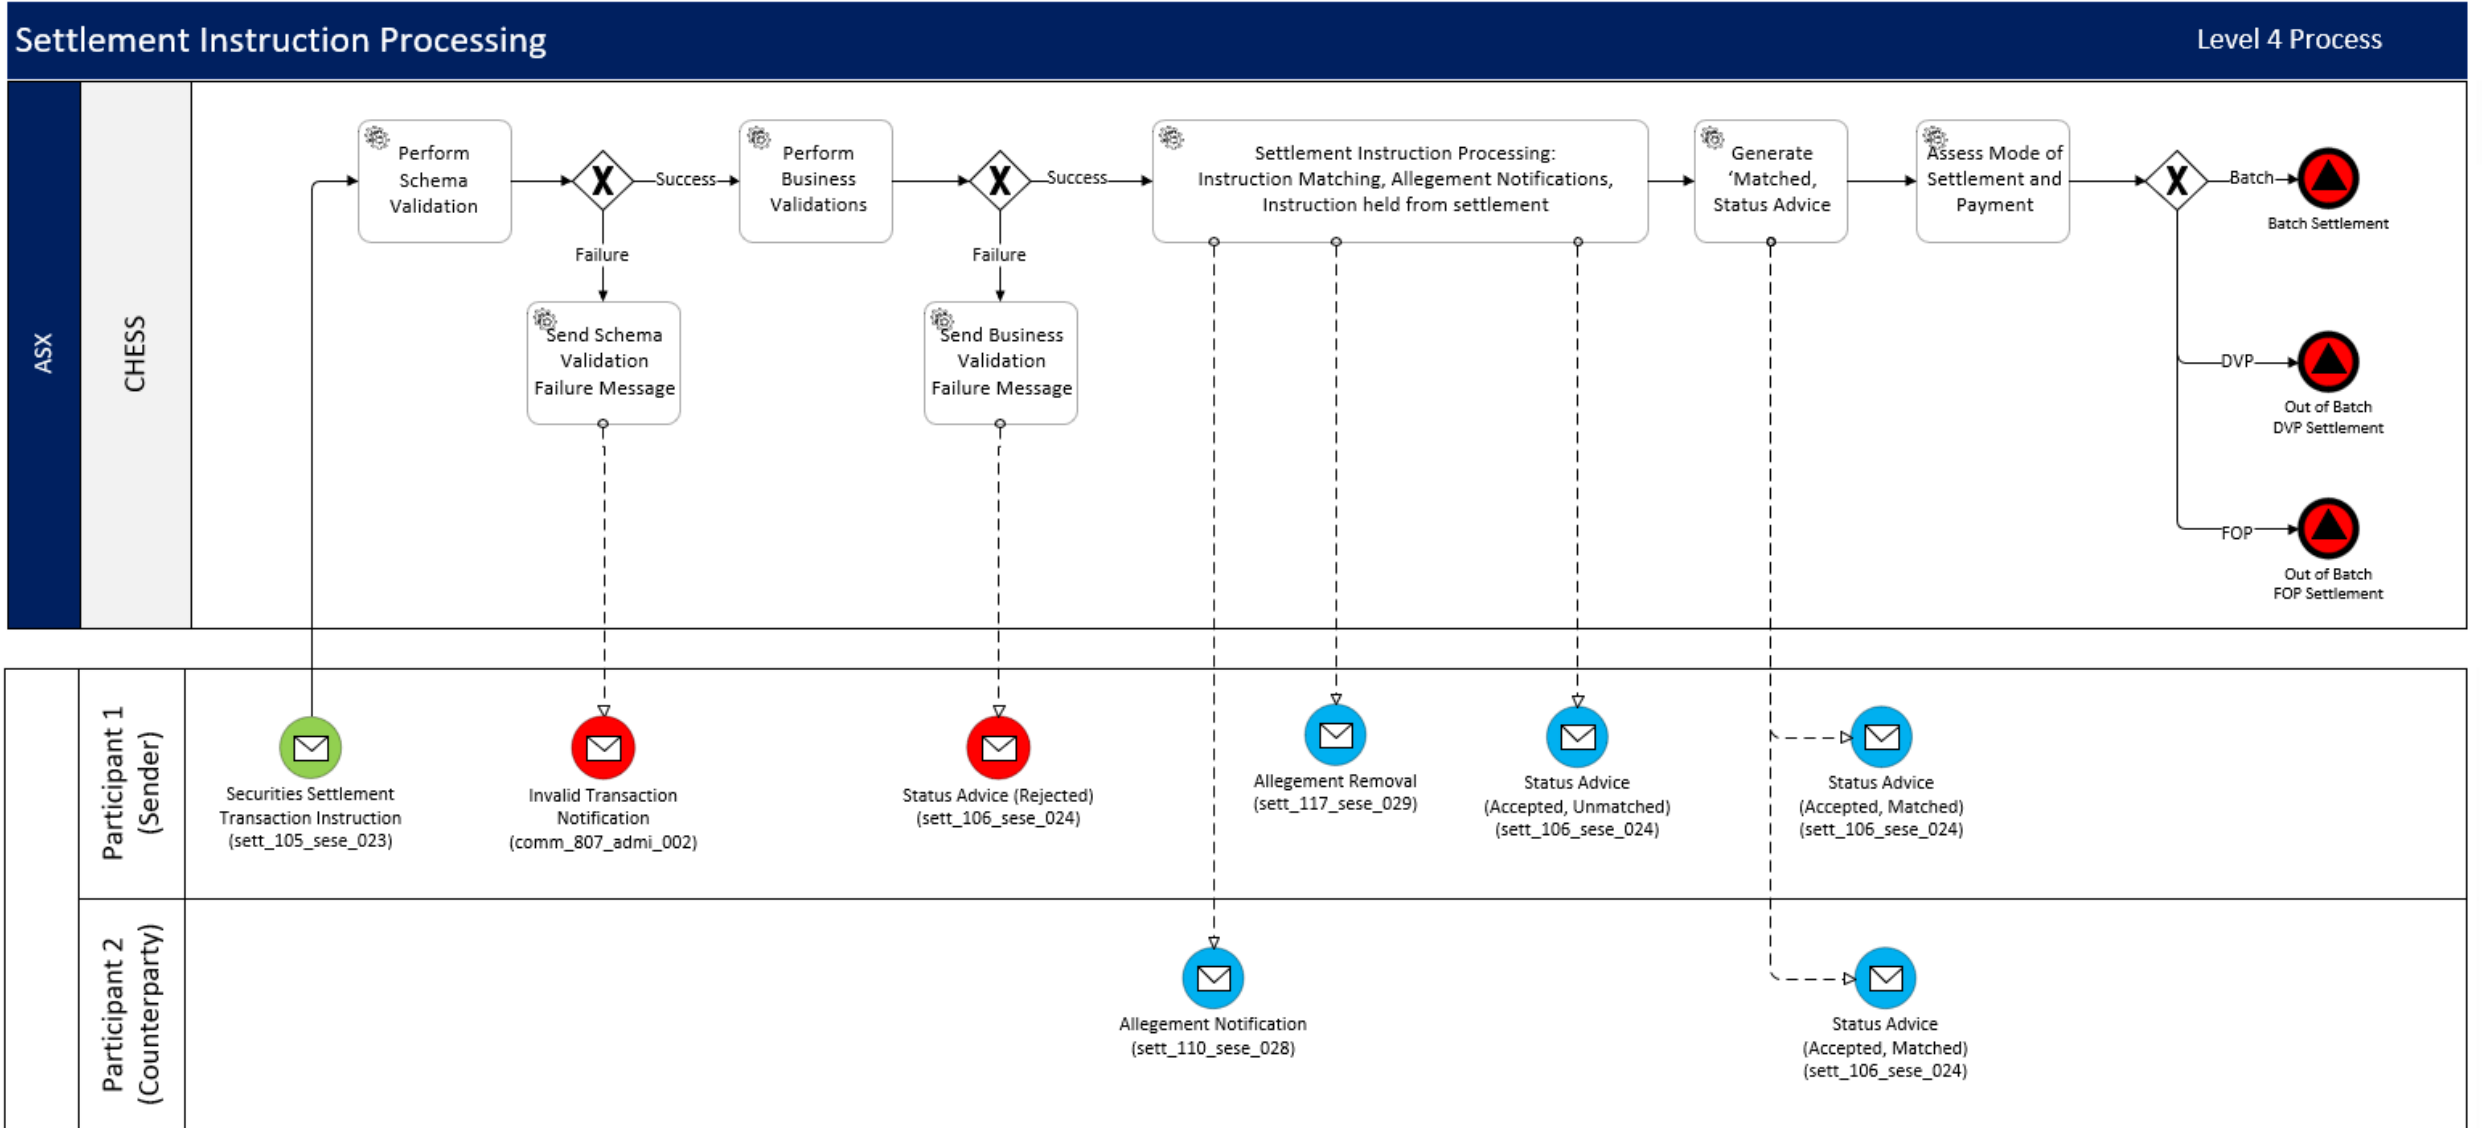 Settlement Instruction Processing
Level 4 Process
ASX
CHESS
Perform
Schema
Validation
X
Success
Failure
Send Schema
Validation
Failure Message
Perform
Business
Validations
X
Success
Failure
Send Business
Validation
Failure Message
Settlement Instruction Processing:
Instruction Matching, Allegement Notifications,
Instruction held from settlement
Generate
‘Matched,
Status Advice
Assess Mode of
Settlement and
Payment
X
Batch
Batch Settlement
DVP
Out of Batch
DVP Settlement
FOP
Out of Batch
FOP Settlement
Participant 1
(Sender)
Securities Settlement
Transaction Instruction
(sett_105_sese_023)
Invalid Transaction
Notification
(comm_807_admi_002)
Status Advice (Rejected)
(sett_106_sese_024)
Allegement Removal
(sett_117_sese_029)
Status Advice
(Accepted, Unmatched)
(sett_106_sese_024)
Status Advice
(Accepted, Matched)
(sett_106_sese_024)
Participant 2
(Counterparty)
Allegement Notification
(sett_110_sese_028)
Status Advice
(Accepted, Matched)
(sett_106_sese_024)